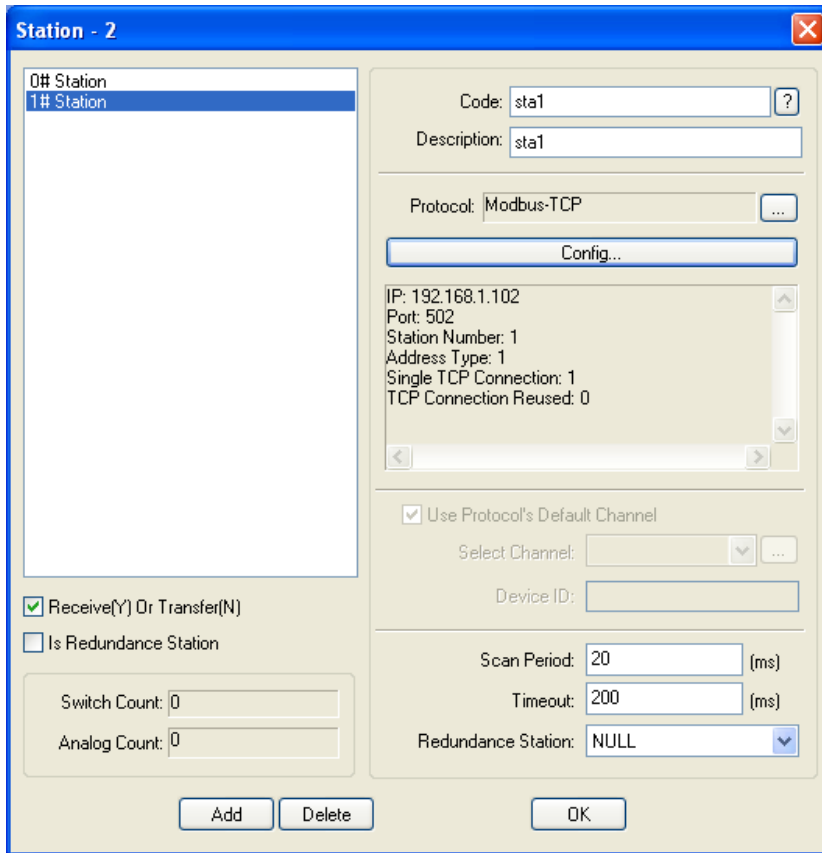 Station - 2
0# Station
1# Station
Receive(Y) Or Transfer(N)
Is Redundance Station
Switch Count: 0
Analog Count: 0
Code: sta1 ?
Description: sta1
Protocol: Modbus-TCP ...
Config...
IP: 192.168.1.102
Port: 502
Station Number: 1
Address Type: 1
Single TCP Connection: 1
TCP Connection Reused: 0
Use Protocol's Default Channel
Select Channel: ...
Device ID:
Scan Period: 20 (ms)
Timeout: 200 (ms)
Redundance Station: NULL
Add Delete OK